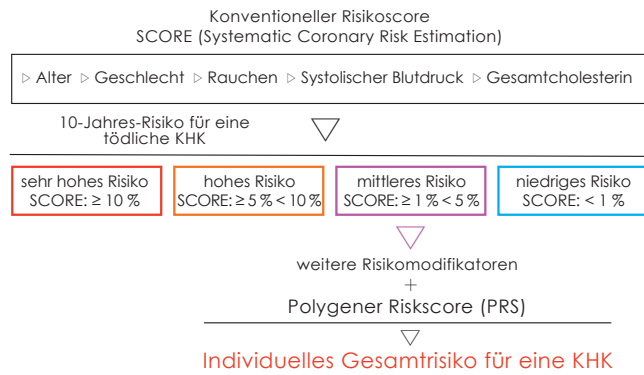 Konventioneller Risikoscore
SCORE (Systematic Coronary Risk Estimation)
▷ Alter ▷ Geschlecht ▷ Rauchen ▷ Systolischer Blutdruck ▷ Gesamtcholesterin
10-Jahres-Risiko für eine
tödliche KHK
sehr hohes Risiko
SCORE: ≥ 10 %
hohes Risiko
SCORE: ≥ 5 % < 10 %
mittleres Risiko
SCORE: ≥ 1 % < 5 %
niedriges Risiko
SCORE: < 1 %
weitere Risikomodifikatoren
+
Polygener Riskscore (PRS)
Individuelles Gesamtrisiko für eine KHK